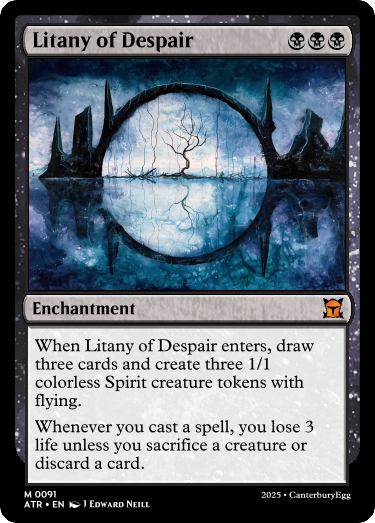 Litany of Despair
Enchantment
When Litany of Despair enters, draw
three cards and create three 1/1
colorless Spirit creature tokens with
flying.
Whenever you cast a spell, you lose 3
life unless you sacrifice a creature or
discard a card.
M 0091
ATR • EN J Edward Neill
2025 • CanterburyEgg